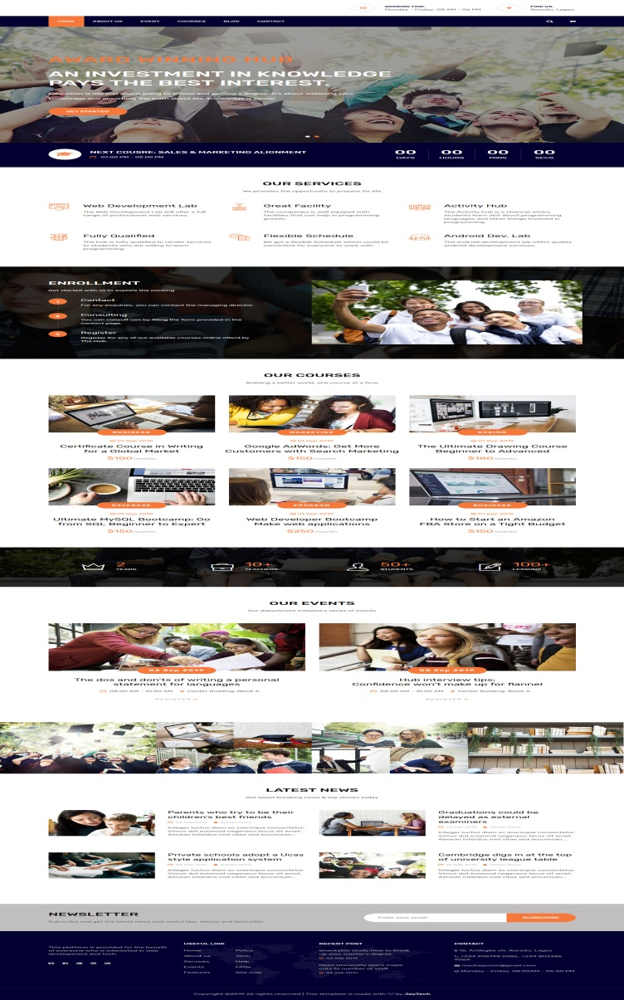 WORKING TIME:
Monday - Friday: 08 AM - 06 PM
FIND US:
Ikorodu, Lagos.
HOME ABOUT US EVENT COURSES BLOG CONTACT
AWARD WINNING HUB
AN INVESTMENT IN KNOWLEDGE
PAYS THE BEST INTEREST.
Education is not just about going to school and getting a degree. It's about widening your
knowledge and absorbing the truth about life. Knowledge is power.
GET STARTED
NEXT COUSRE: SALES & MARKETING ALIGNMENT
07:00 PM - 09:00 PM
00 00 00 00
DAYS HOURS MINS SECS
OUR SERVICES
We provides the opportunity to prepare for life
Web Development Lab
The Web Development Lab will offer a full
range of professional web services.
Great Facility
The companies is well equiped with
facilities that can help in programming
growth.
Activity Hub
The Activity hub is a channel where
students learn about programming
languages and other things involved in
programming.
Fully Qualified
The hub is fully qualified to render services
to students who are willing to learn
programming.
Flexible Schedule
We got a flexible Schedule which could be
convenient for everyone to work with.
Android Dev. Lab
The android development lab offers quality
android development services.
ENROLLMENT
Get started with us to explore the exciting
1
Contact
For any enquiries, you can contact the managing director.
2
Consulting
You can consult usn by filling the form provided in the
contact page.
3
Register
Register for any of our available courses online offerd by
The Hub.
OUR COURSES
Building a better world, one course at a time
BUSINESS
01 Sep 2019
Certificate Course in Writing
for a Global Market
$100/month
MARKETING
01 Sep 2019
Google AdWords: Get More
Customers with Search Marketing
$150/month
DESIGN
01 Sep 2019
The Ultimate Drawing Course
Beginner to Advanced
$180/month
DATABASE
01 Sep 2019
Ultimate MySQL Bootcamp: Go
from SQL Beginner to Expert
$150/month
PROGRAM
01 Sep 2019
Web Developer Bootcamp
Make web applications
$250/month
BUSINESS
01 Sep 2019
How to Start an Amazon
FBA Store on a Tight Budget
$150/month
2
YEARS
10+
TEACHERS
50+
STUDENTS
100+
LESSONS
OUR EVENTS
Our department initiated a series of events
04 Sep 2019
The dos and don'ts of writing a personal
statement for languages
08:00 AM - 10:00 AM Center Building, Block A
REGISTER
08 Sep 2019
Hub interview tips:
Confidence won't make up for flannel
08:00 AM - 10:00 AM Center Building, Block A
REGISTER
LATEST NEWS
Get latest breaking news & top stories today
Parents who try to be their
children's best friends
Integer luctus diam ac scerisque consectetur.
Vimus dot euismod neganeco lacus sit amet.
Aenean interdus mid vitae sed accumsan...
Graduations could be
delayed as external
examiners
Integer luctus diam ac scerisque consectetur.
Vimus dot euismod neganeco lacus sit amet.
Aenean interdus mid vitae sed accumsan...
Private schools adopt a Ucas
style application system
Integer luctus diam ac scerisque consectetur.
Vimus dot euismod neganeco lacus sit amet.
Aenean interdus mid vitae sed accumsan...
Cambridge digs in at the top
of university league table
Integer luctus diam ac scerisque consectetur.
Vimus dot euismod neganeco lacus sit amet.
Aenean interdus mid vitae sed accumsan...
NEWSLETTER
Subscribe and get the latest news and useful tips, advice and best offer.
Enter your email
SUBSCRIBE
This platform is provided for the benefit
of everyone who is interested in web
development and tech.
USEFUL LINK
Home
About us
Services
Events
Features
Policy
Term
Help
FAQs
Site map
RECENT POST
Snackable study:How to break
up your master's degree
04 Sep 2019
Open University plans major
cuts to number of staff
04 Sep 2019
CONTACT
16, Aridegbe str, Ikorodu, Lagos
+234 905798 6086, +234 802386
9064
mochapson@gmail.com
Monday - Friday: 08:00AM - 06:00 PM
Copyright ©2019 All rights reserved | This template is made with by JayTech